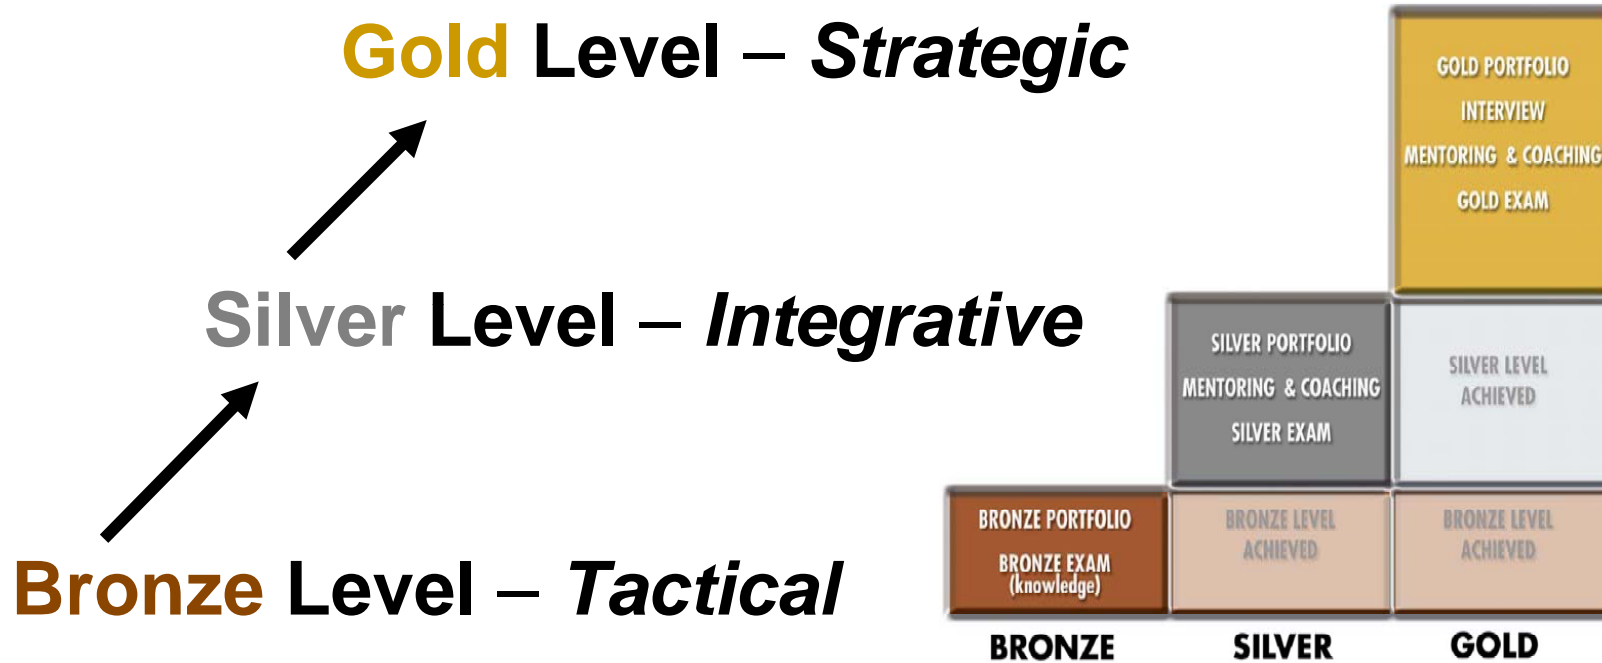 Gold Level – Strategic
Silver Level – Integrative
Bronze Level – Tactical
GOLD PORTFOLIO
INTERVIEW
MENTORING & COACHING
GOLD EXAM
SILVER PORTFOLIO
MENTORING & COACHING
SILVER EXAM
SILVER LEVEL
ACHIEVED
BRONZE PORTFOLIO
BRONZE EXAM
(knowledge)
BRONZE LEVEL
ACHIEVED
BRONZE LEVEL
ACHIEVED
BRONZE
SILVER
GOLD